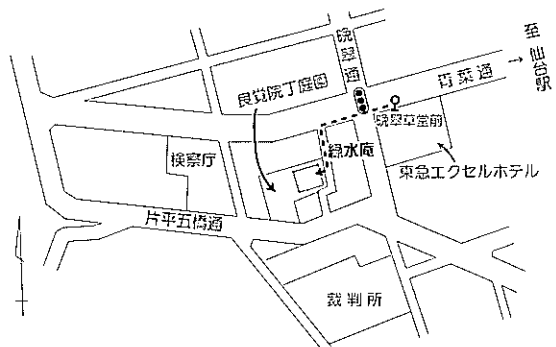 至仙台駅
→
晩翠通
青葉通
良覚院丁庭園
晩翠草堂前
緑水庵
検察庁
東急エクセルホテル
片平五橋通
裁判所